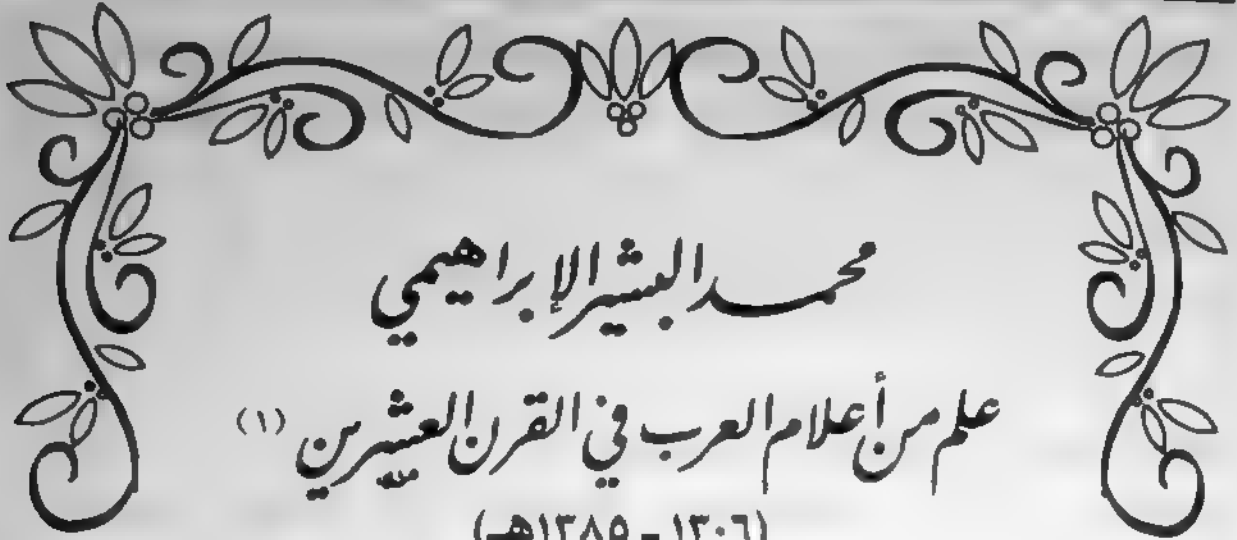 محمد البشير الإبراهيمي
علم من أعلام العرب في القرن العشرين (١)
(١٣٠٦ - ١٣٨٥هـ)